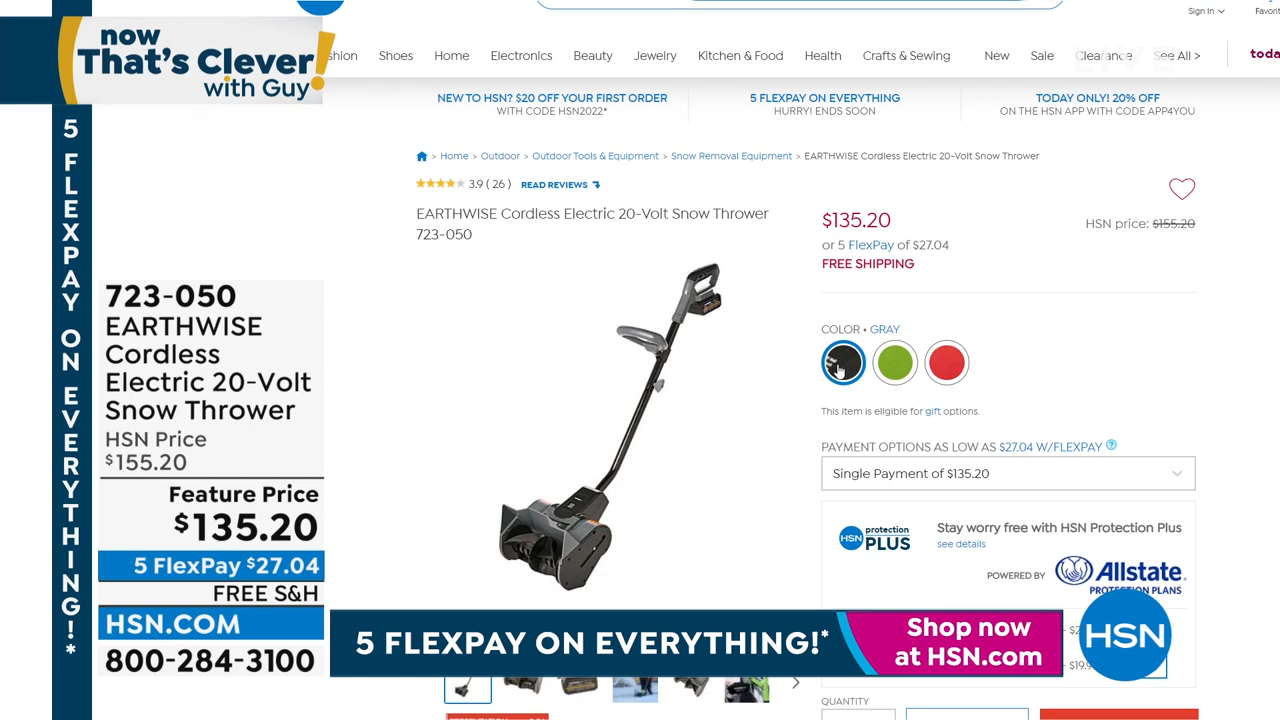 now
That's Clever!
with Guy
5 FLEXPAY ON EVERYTHING!*
723-050
EARTHWISE
Cordless
Electric 20-Volt
Snow Thrower
HSN Price
$155.20
Feature Price
$135.20
5 FlexPay $27.04
FREE S&H
HSN.COM
800-284-3100
Sign In
Favorit
shion Shoes Home Electronics Beauty Jewelry Kitchen & Food Health Crafts & Sewing New Sale Clearance See All >
toda
NEW TO HSN? $20 OFF YOUR FIRST ORDER
WITH CODE HSN2022*
5 FLEXPAY ON EVERYTHING
HURRY! ENDS SOON
TODAY ONLY! 20% OFF
ON THE HSN APP WITH CODE APP4YOU
> Home > Outdoor > Outdoor Tools & Equipment > Snow Removal Equipment > EARTHWISE Cordless Electric 20-Volt Snow Thrower
3.9 ( 26 ) READ REVIEWS
EARTHWISE Cordless Electric 20-Volt Snow Thrower
723-050
$135.20
HSN price: $155.20
or 5 FlexPay of $27.04
FREE SHIPPING
COLOR • GRAY
This item is eligible for gift options.
PAYMENT OPTIONS AS LOW AS $27.04 W/FLEXPAY ?
Single Payment of $135.20
HSN protection PLUS
Stay worry free with HSN Protection Plus
see details
POWERED BY Allstate
PROTECTION PLANS
5 FLEXPAY ON EVERYTHING!*
Shop now
at HSN.com
HSN
QUANTITY